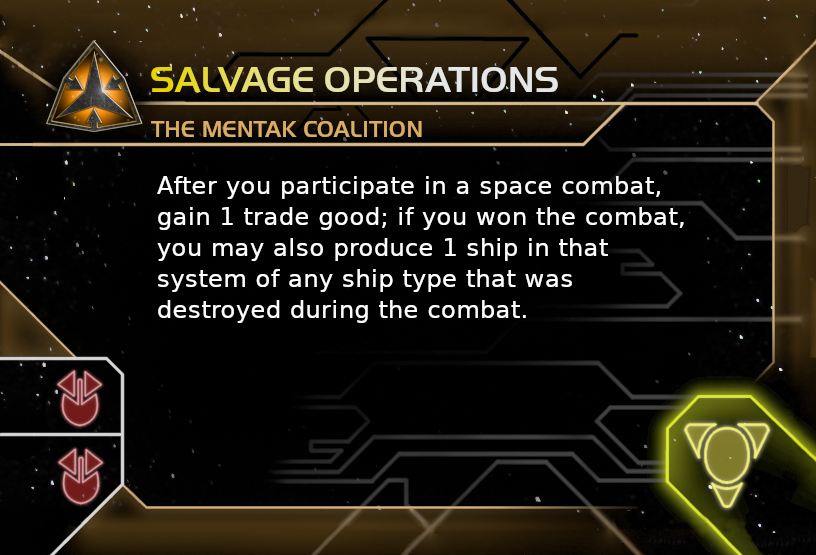 SALVAGE OPERATIONS
THE MENTAK COALITION
After you participate in a space combat,
gain 1 trade good; if you won the combat,
you may also produce 1 ship in that
system of any ship type that was
destroyed during the combat.